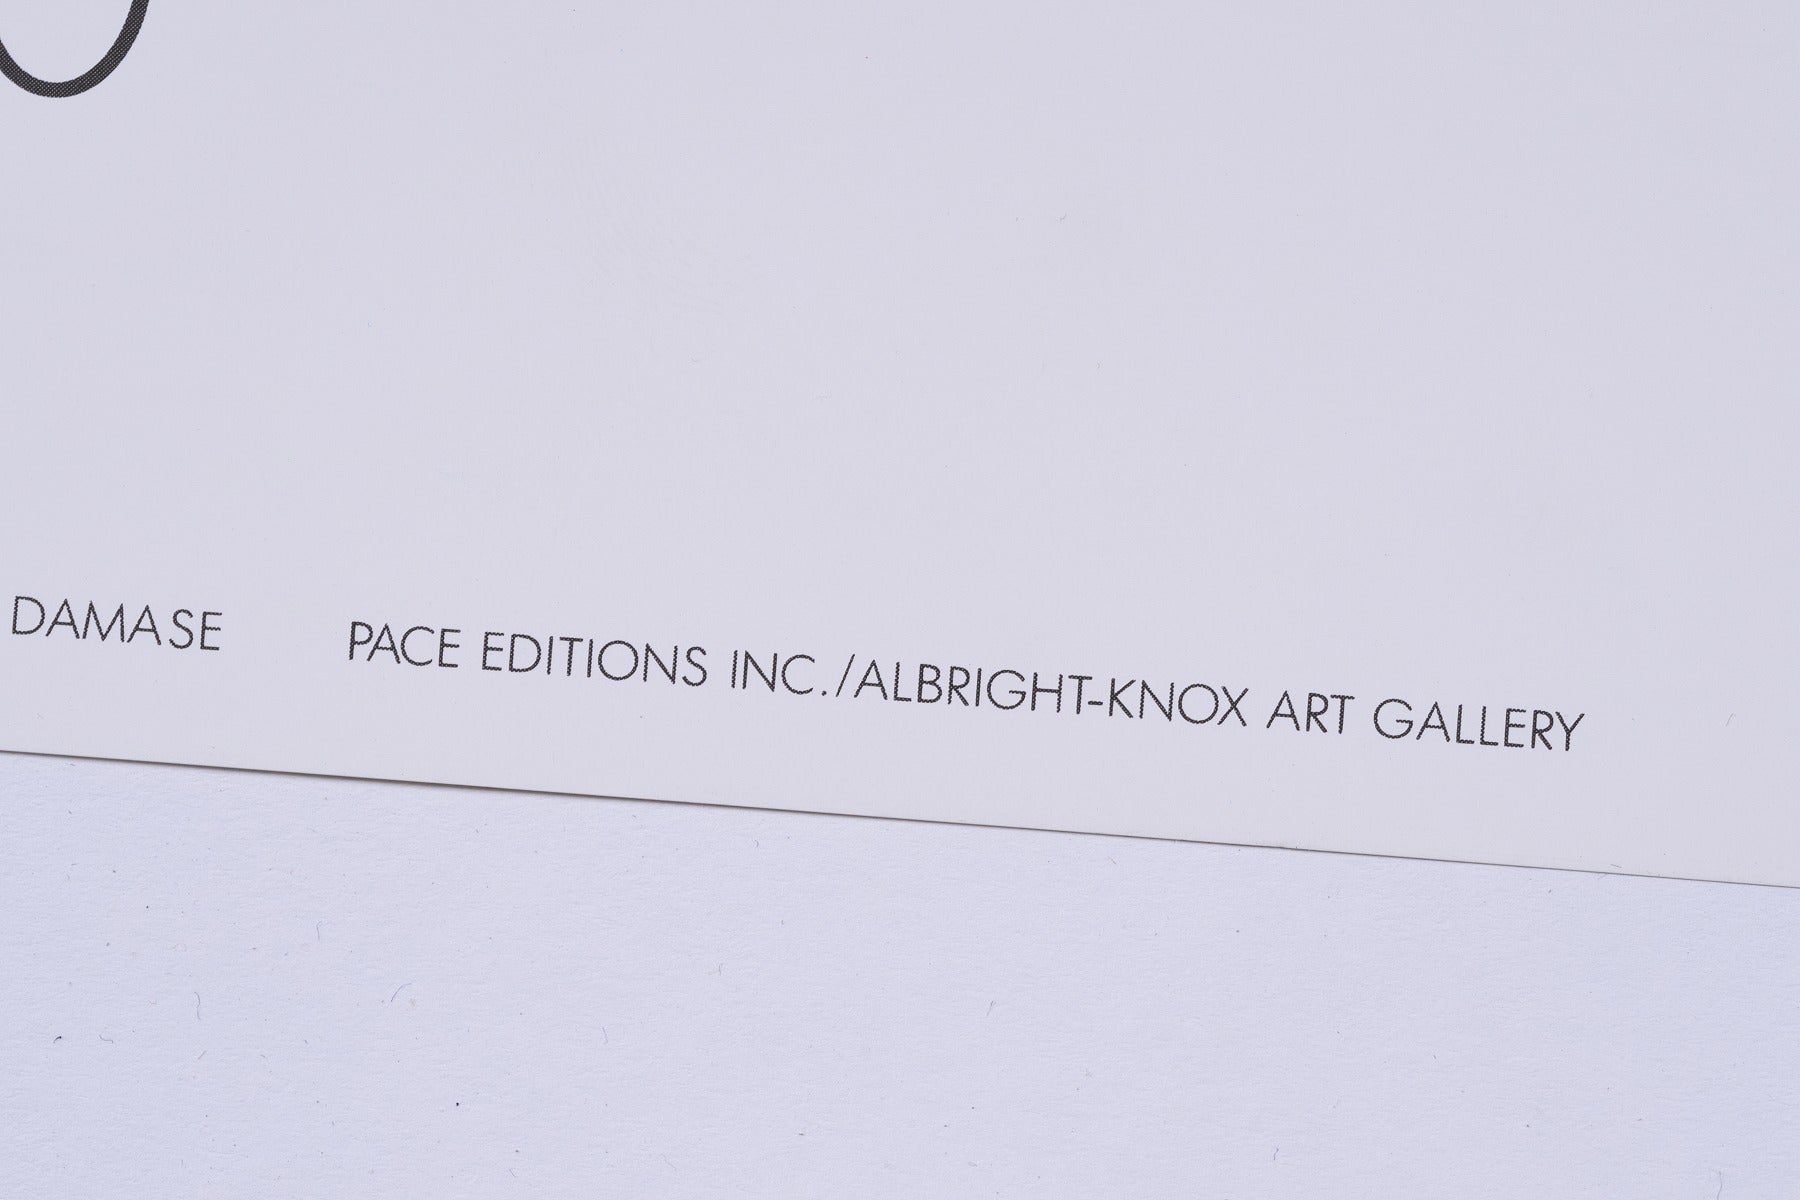 DAMASE PACE EDITIONS INC./ALBRIGHT-KNOX ART GALLERY